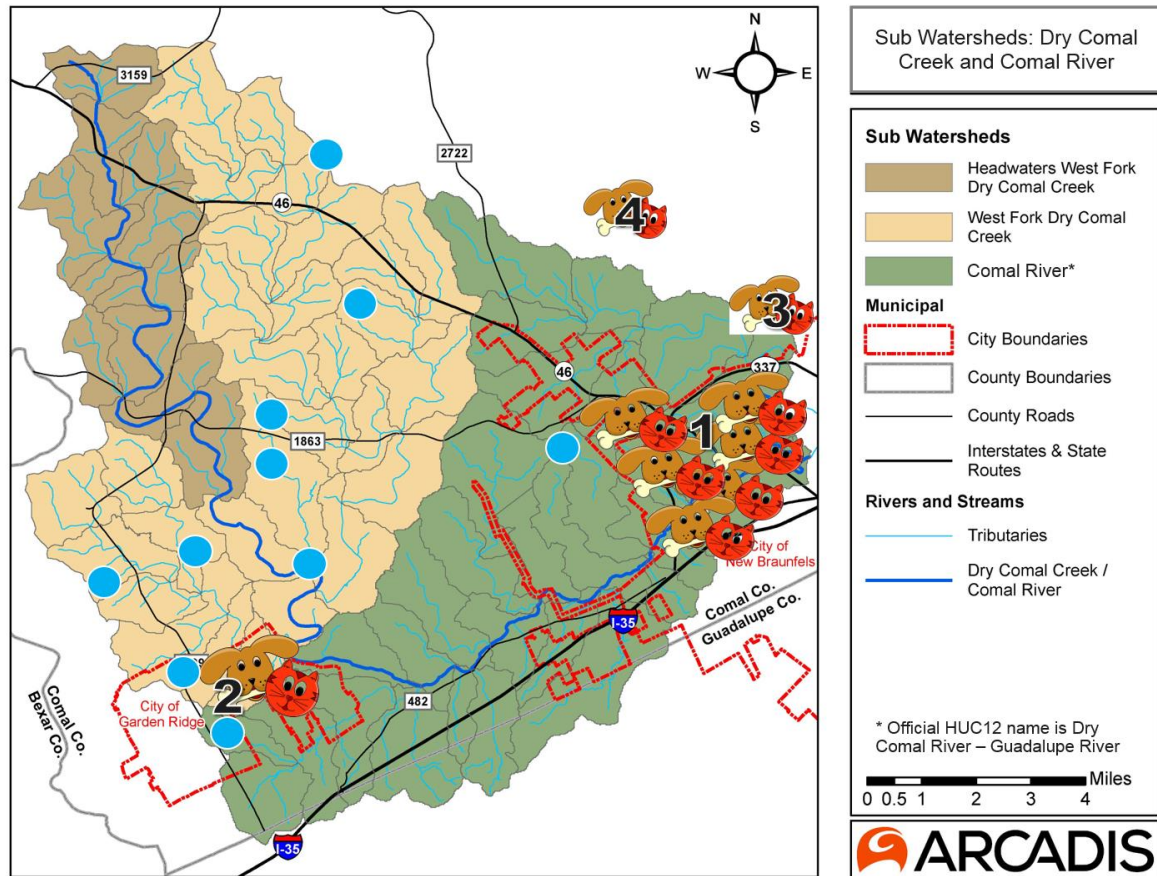 N
W
E
S
3159
2722
46
4
3
46
337
1
1863
City of
New Braunfels
Comal Co.
Guadalupe Co.
I-35
2
482
City of
Garden Ridge
Comal Co.
Bexar Co.
I-35
Sub Watersheds: Dry Comal
Creek and Comal River
Sub Watersheds
Headwaters West Fork
Dry Comal Creek
West Fork Dry Comal
Creek
Comal River*
Municipal
City Boundaries
County Boundaries
County Roads
Interstates & State
Routes
Rivers and Streams
Tributaries
Dry Comal Creek /
Comal River
* Official HUC12 name is Dry
Comal River – Guadalupe River
Miles
0 0.5 1 2 3 4
ARCADIS